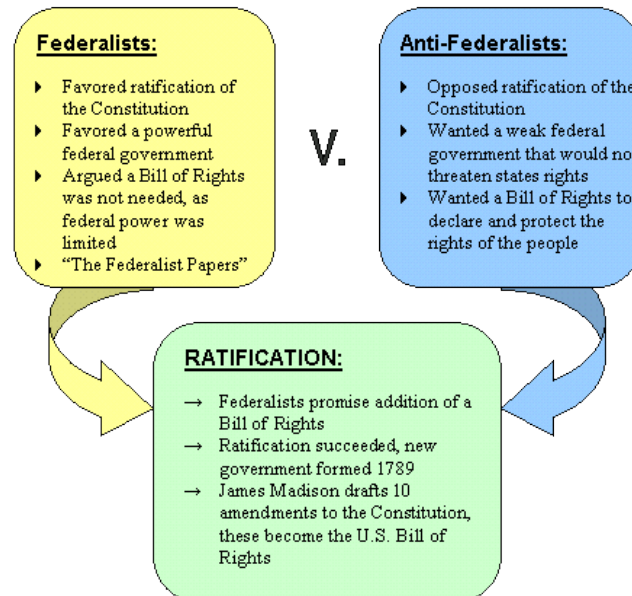 Federalists:
‣ Favored ratification of
the Constitution
‣ Favored a powerful
federal government
‣ Argued a Bill of Rights
was not needed, as
federal power was
limited
‣ “The Federalist Papers”
V.
Anti-Federalists:
‣ Opposed ratification of the
Constitution
‣ Wanted a weak federal
government that would no
threaten states rights
‣ Wanted a Bill of Rights to
declare and protect the
rights of the people
RATIFICATION:
→ Federalists promise addition of a
Bill of Rights
→ Ratification succeeded, new
government formed 1789
→ James Madison drafts 10
amendments to the Constitution,
these become the U.S. Bill of
Rights